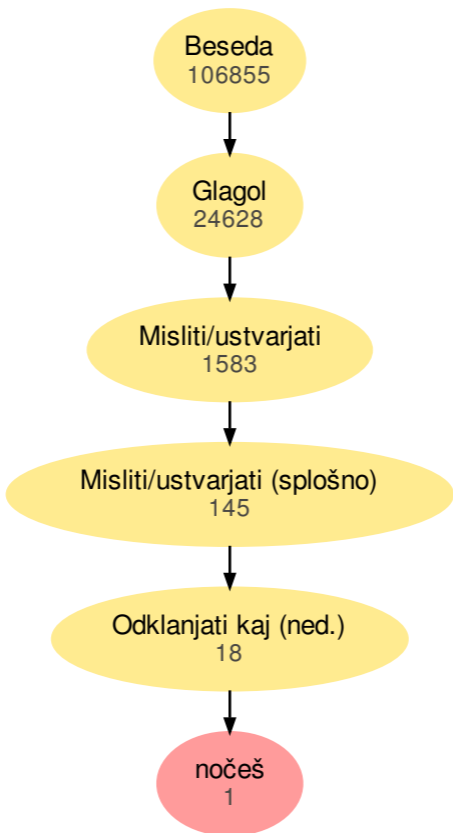 Beseda
106855
Glagol
24628
Misliti/ustvarjati
1583
Misliti/ustvarjati (splošno)
145
Odklanjati kaj (ned.)
18
nočeš
1